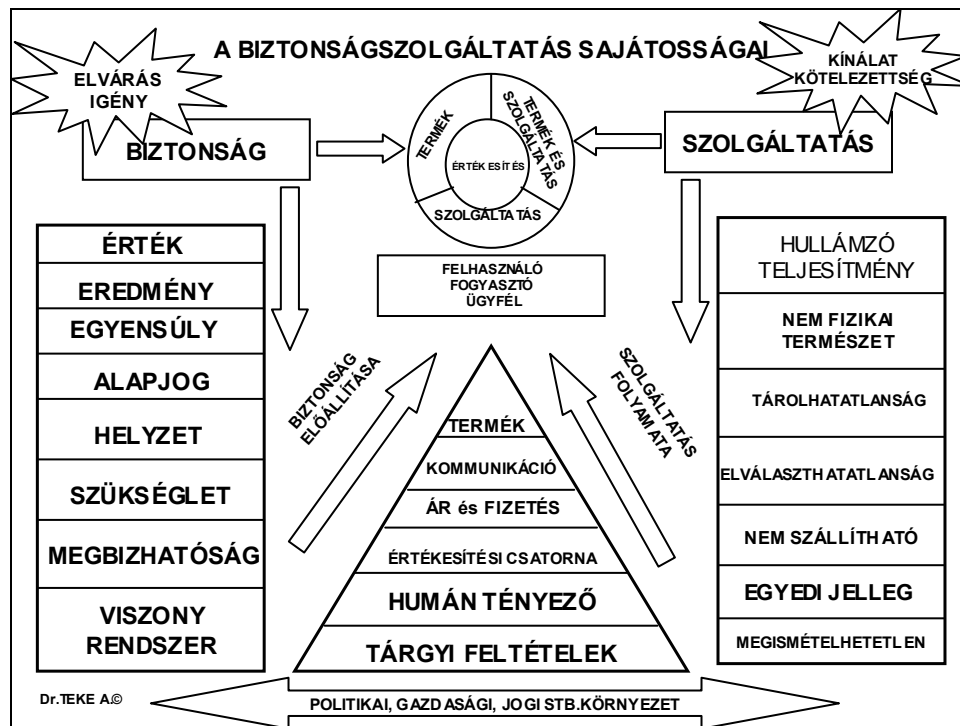 A BIZTONSÁGSZOLGÁLTATÁS SAJÁTOSSÁGAI
ELVÁRÁS
IGÉNY
KÍNÁLAT
KÖTELEZETTSÉG
BIZTONSÁG
SZOLGÁLTATÁS
TERMÉK
TERMÉK ÉS
SZOLGÁLTATÁS
ÉRTÉKESÍTÉS
SZOLGÁLTATÁS
FELHASZNÁLÓ
FOGYASZTÓ
ÜGYFÉL
ÉRTÉK
EREDMÉNY
EGYENSÚLY
ALAPJOG
HELYZET
SZÜKSÉGLET
MEGBIZHATÓSÁG
VISZONY
RENDSZER
BIZTONSÁG
ELŐÁLLÍTÁSA
TERMÉK
KOMMUNIKÁCIÓ
ÁR és FIZETÉS
ÉRTÉKESÍTÉSI CSATORNA
HUMÁN TÉNYEZŐ
TÁRGYI FELTÉTELEK
SZOLGÁLTATÁS
FOLYAMATA
HULLÁMZÓ
TELJESÍTMÉNY
NEM FIZIKAI
TERMÉSZET
TÁROLHATATLANSÁG
ELVÁLASZTHATATLANSÁG
NEM SZÁLLÍTHATÓ
EGYEDI JELLEG
MEGISMÉTELHETETLEN
Dr.TEKE A.©
POLITIKAI, GAZDASÁGI, JOGI STB.KÖRNYEZET